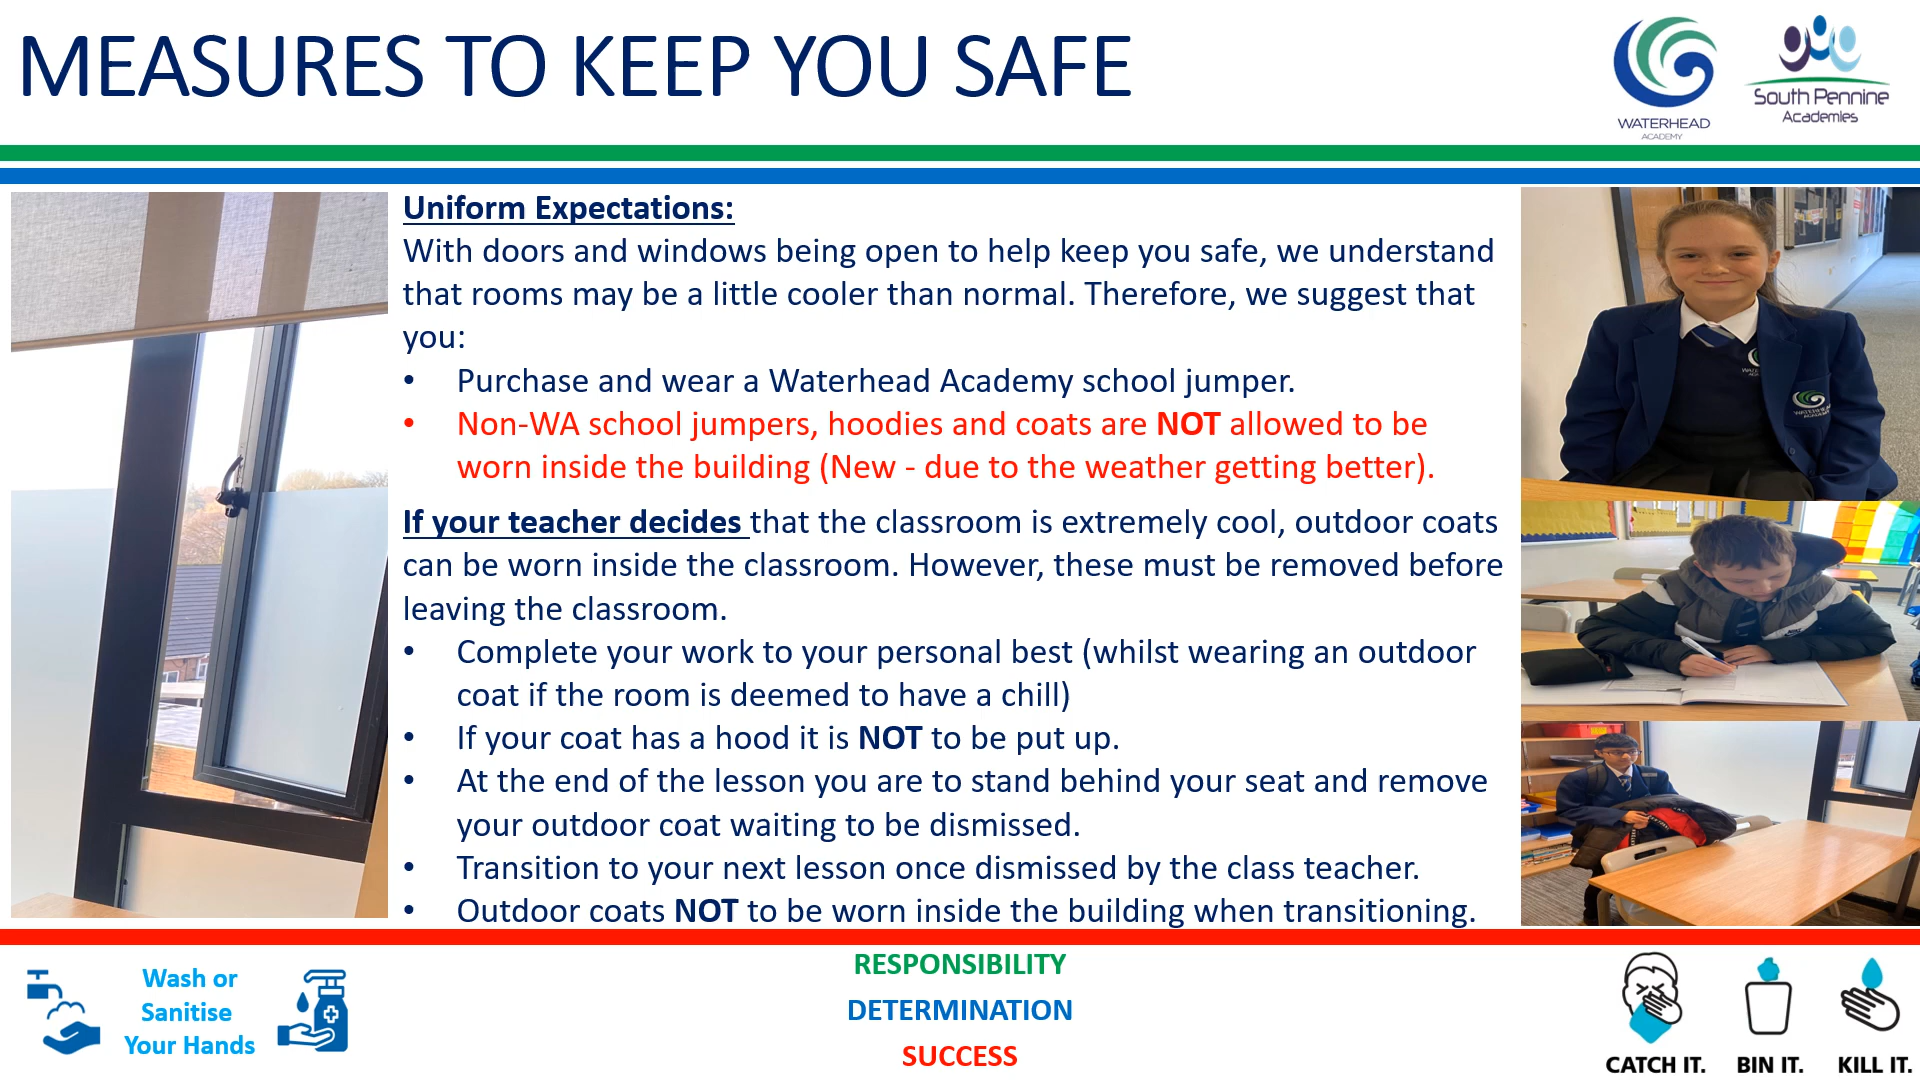 MEASURES TO KEEP YOU SAFE
WATERHEAD
ACADEMY
South Pennine
Academies
Uniform Expectations:
With doors and windows being open to help keep you safe, we understand
that rooms may be a little cooler than normal. Therefore, we suggest that
you:
• Purchase and wear a Waterhead Academy school jumper.
• Non-WA school jumpers, hoodies and coats are NOT allowed to be
worn inside the building (New - due to the weather getting better).
If your teacher decides that the classroom is extremely cool, outdoor coats
can be worn inside the classroom. However, these must be removed before
leaving the classroom.
• Complete your work to your personal best (whilst wearing an outdoor
coat if the room is deemed to have a chill)
• If your coat has a hood it is NOT to be put up.
• At the end of the lesson you are to stand behind your seat and remove
your outdoor coat waiting to be dismissed.
• Transition to your next lesson once dismissed by the class teacher.
• Outdoor coats NOT to be worn inside the building when transitioning.
WATERHEAD
ACADEMY
Wash or
Sanitise
Your Hands
RESPONSIBILITY
DETERMINATION
SUCCESS
CATCH IT. BIN IT. KILL IT.